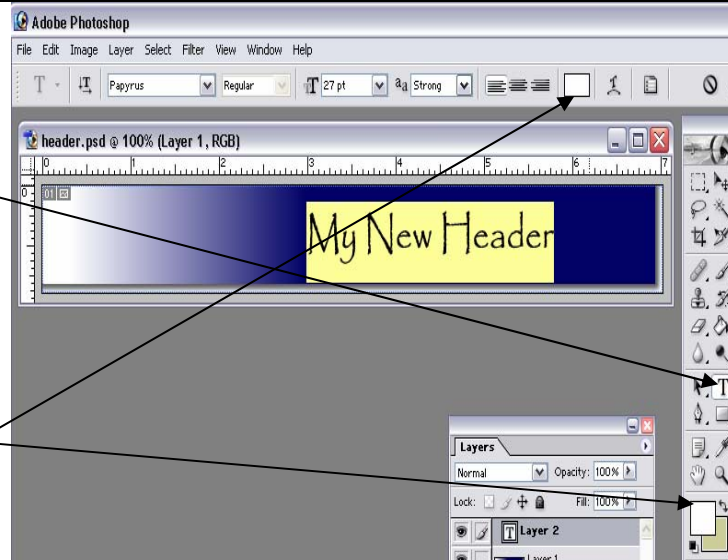 Adobe Photoshop
File Edit Image Layer Select Filter View Window Help
T Papyrus Regular T 27 pt aa Strong
header.psd @ 100% (Layer 1, RGB)
0 1 2 3 4 5 6 7
0 01
My New Header
T
Layers
Normal Opacity: 100%
Lock: Fill: 100%
T Layer 2
Layer 1